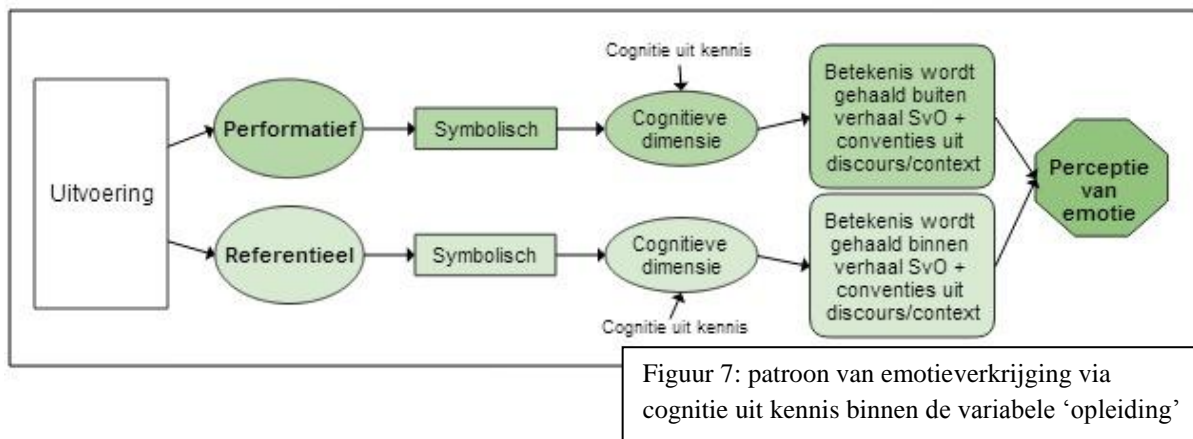 Uitvoering
Performatief
Symbolisch
Cognitie uit kennis
Cognitieve
dimensie
Betekenis wordt
gehaald buiten
verhaal SvO +
conventies uit
discours/context
Referentieel
Symbolisch
Cognitieve
dimensie
Cognitie uit kennis
Betekenis wordt
gehaald binnen
verhaal SvO +
conventies uit
discours/context
Perceptie
van
emotie
Figuur 7: patroon van emotieverkrijging via
cognitie uit kennis binnen de variabele ‘opleiding’